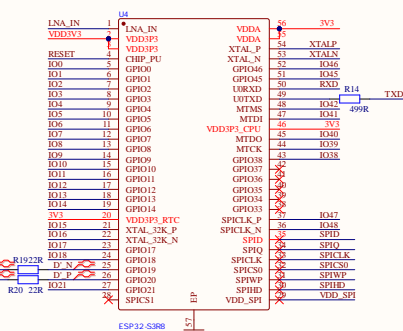 U4
LNA_IN 1 LNA_IN VDDA 56 3V3
VDD3V3 2 VDD3P3 VDDA 55
3 VDD3P3 XTAL_P 54 XTALP
RESET 4 CHIP_PU XTAL_N 53 XTALN
IO0 5 GPIO0 GPIO46 52 IO46
IO1 6 GPIO1 GPIO45 51 IO45
IO2 7 GPIO2 U0RXD 50 RXD
IO3 8 GPIO3 U0TXD 49 R14 499R TXD
IO4 9 GPIO4 MTMS 48 IO42
IO5 10 GPIO5 MTDI 47 IO41
IO6 11 GPIO6 VDD3P3_CPU 46 3V3
IO7 12 GPIO7 MTDO 45 IO40
IO8 13 GPIO8 MTCK 44 IO39
IO9 14 GPIO9 GPIO38 43 IO38
IO10 15 GPIO10 GPIO37 42
IO11 16 GPIO11 GPIO36 41
IO12 17 GPIO12 GPIO35 40
IO13 18 GPIO13 GPIO34 39
IO14 19 GPIO14 GPIO33 38
3V3 20 VDD3P3_RTC SPICLK_P 37 IO47
IO15 21 XTAL_32K_P SPICLK_N 36 IO48
IO16 22 XTAL_32K_N SPID 35 SPID
IO17 23 GPIO17 SPIQ 34 SPIQ
IO18 24 GPIO18 SPICLK 33 SPICLK
R19 22R D_N 25 GPIO19 SPICS0 32 SPICS0
D_P 26 GPIO20 SPIWP 31 SPIWP
R20 22R IO21 27 GPIO21 SPIHD 30 SPIHD
28 SPICS1 VDD_SPI 29 VDD_SPI
EP
57
ESP32-S3R8